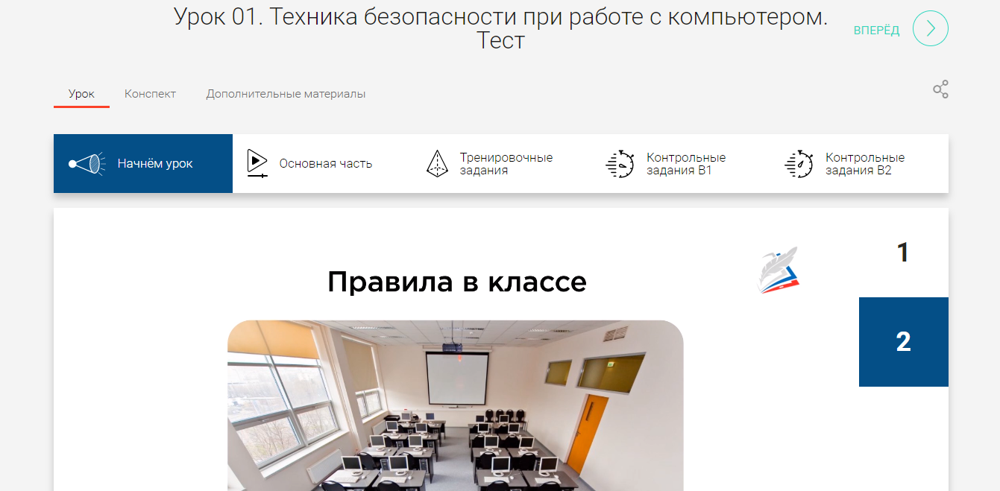 Урок 01. Техника безопасности при работе с компьютером.
Тест
ВПЕРЁД
Урок
Конспект
Дополнительные материалы
Начнём урок
Основная часть
Тренировочные
задания
Контрольные
задания В1
Контрольные
задания В2
Правила в классе
1
2